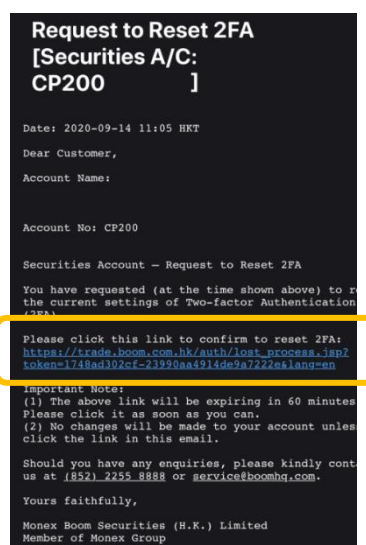 Request to Reset 2FA
[Securities A/C:
CP200 ]
Date: 2020-09-14 11:05 HKT
Dear Customer,
Account Name:
Account No: CP200
Securities Account — Request to Reset 2FA
You have requested (at the time shown above) to
the current settings of Two-factor Authentication
(2FA)
Please click this link to confirm to reset 2FA:
https://trade.boom.com.hk/auth/lost_process.jsp?
token=1748ad302cf-23990aa4914de9a7222e&lang=en
Important Note:
(1) The above link will be expiring in 60 minutes
Please click it as soon as you can.
(2) No changes will be made to your account
click the link in this email.
Should you have any enquiries, please kindly
us at (852) 2255 8888 or service@boomhq.com.
Yours faithfully,
Monex Boom Securities (H.K.) Limited
Member of Monex Group